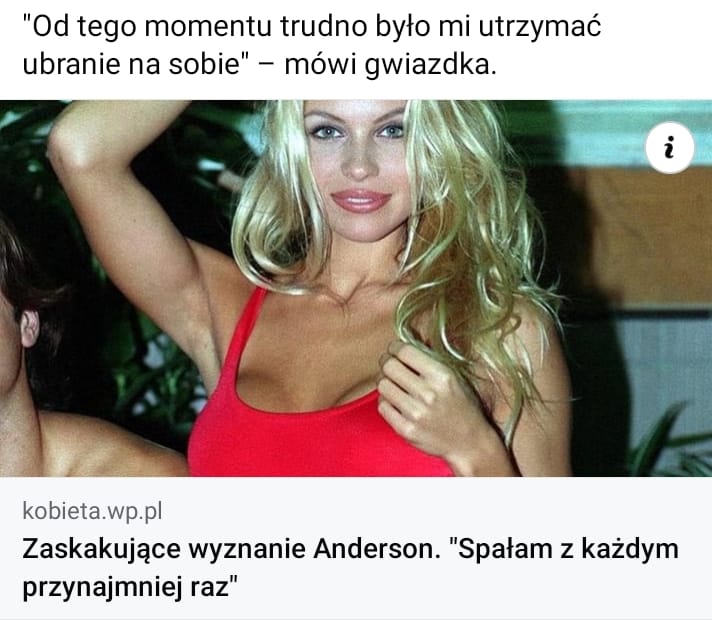 "Od tego momentu trudno było mi utrzymać
ubranie na sobie" – mówi gwiazdka.
kobieta.wp.pl
Zaskakujące wyznanie Anderson. "Spałam z każdym
przynajmniej raz"